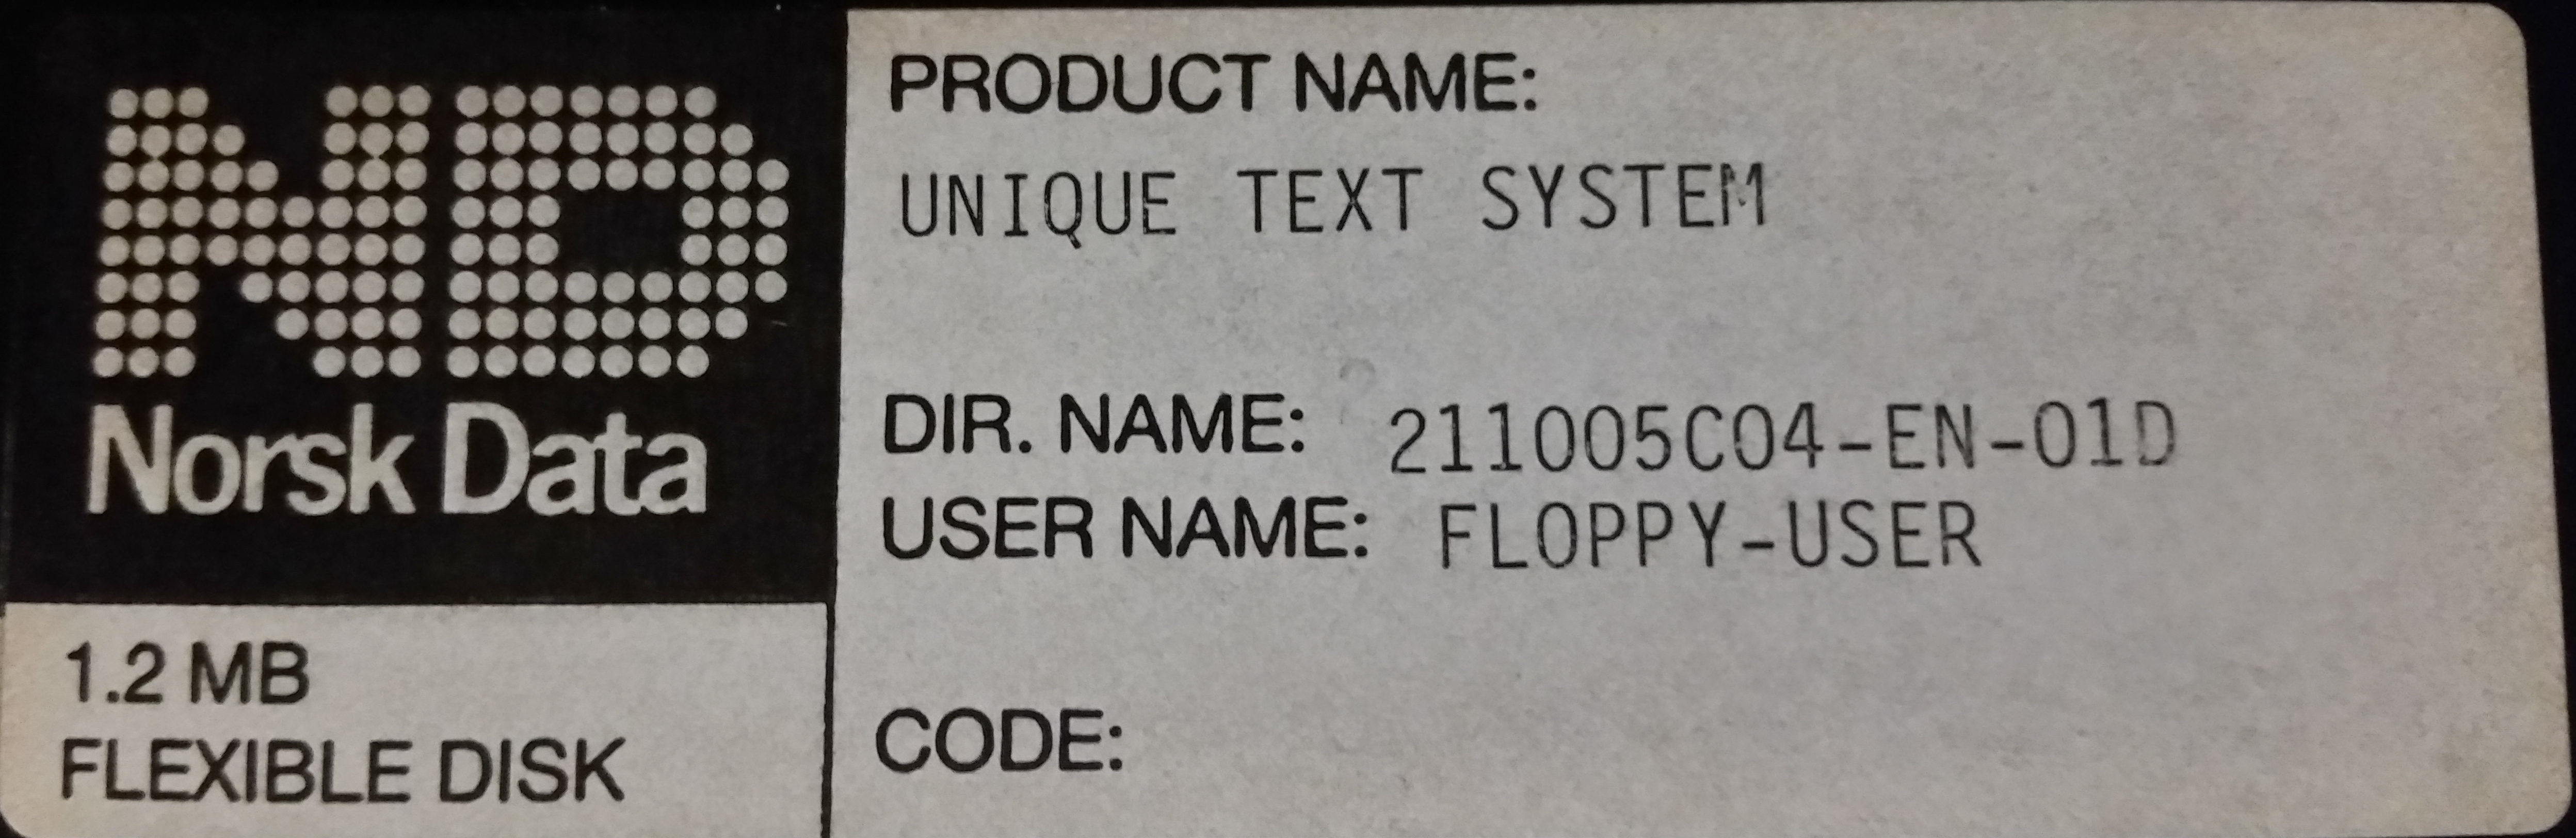 ND
Norsk Data
1.2 MB
FLEXIBLE DISK
PRODUCT NAME:
UNIQUE TEXT SYSTEM
DIR. NAME: 211005C04-EN-01D
USER NAME: FLOPPY-USER
CODE: